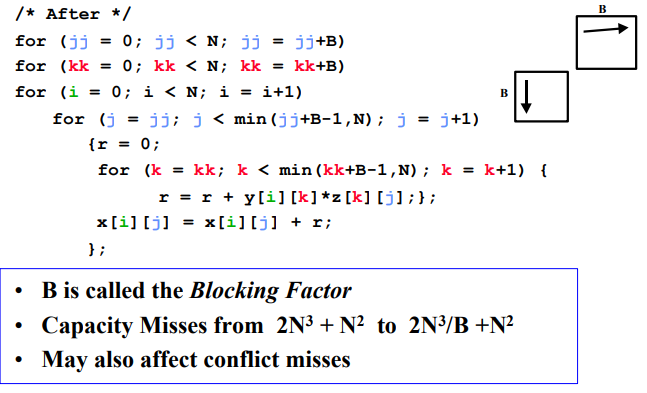 /* After */
for (jj = 0; jj < N; jj = jj+B)
for (kk = 0; kk < N; kk = kk+B)
for (i = 0; i < N; i = i+1)
for (j = jj; j < min(jj+B-1,N); j = j+1)
{r = 0;
for (k = kk; k < min(kk+B-1,N); k = k+1) {
r = r + y[i][k]*z[k][j];};
x[i][j] = x[i][j] + r;
};
B
B
• B is called the Blocking Factor
• Capacity Misses from 2N³ + N² to 2N³/B +N²
• May also affect conflict misses